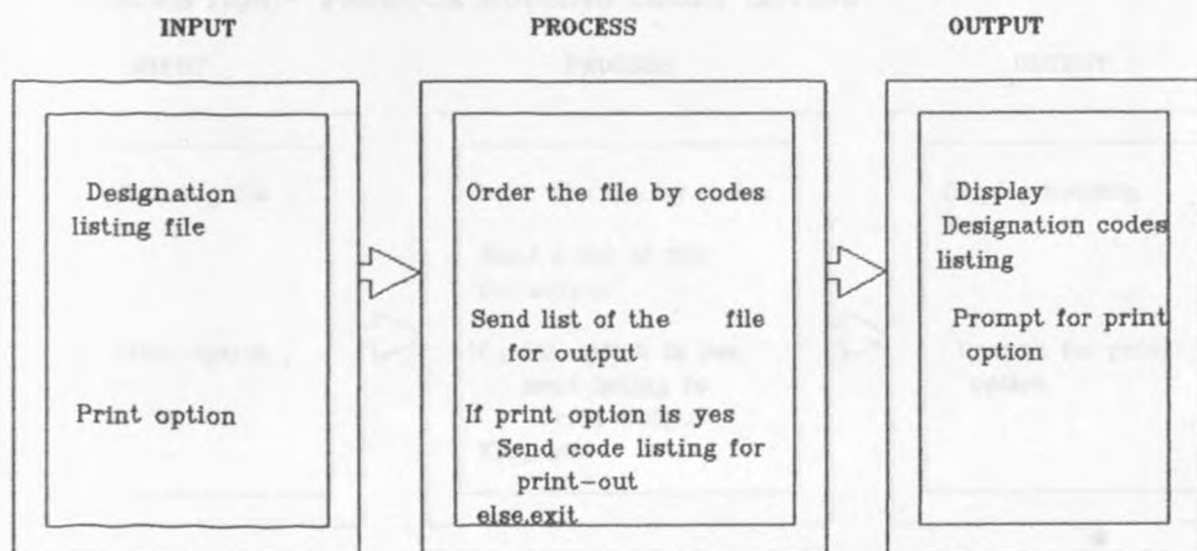 INPUT PROCESS OUTPUT
Designation
listing file
Print option
Order the file by codes
Send list of the file
for output
If print option is yes
Send code listing for
print-out
else,exit
Display
Designation codes
listing
Prompt for print
option